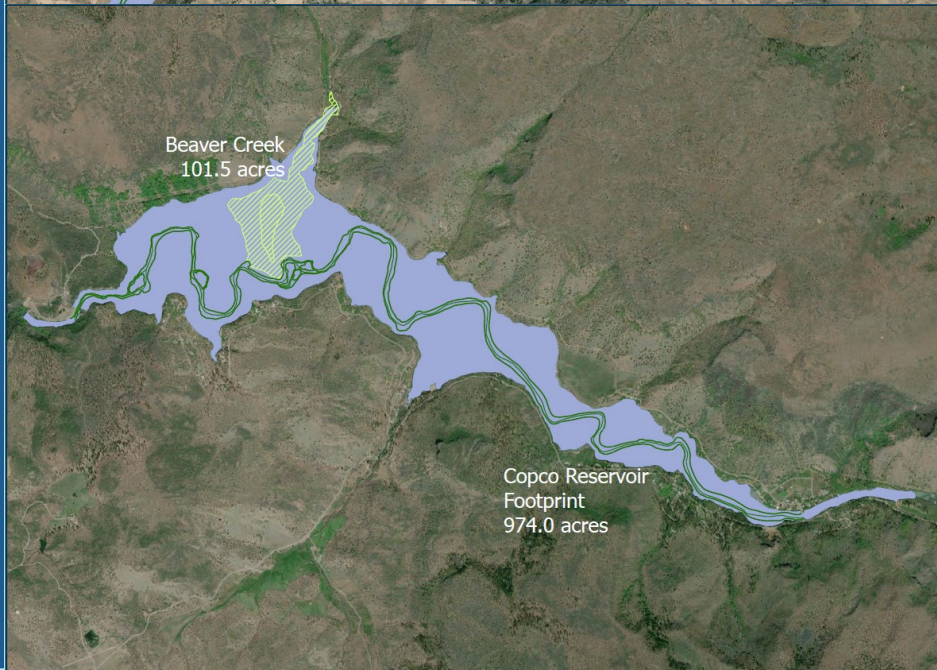 Beaver Creek
101.5 acres
Copco Reservoir
Footprint
974.0 acres